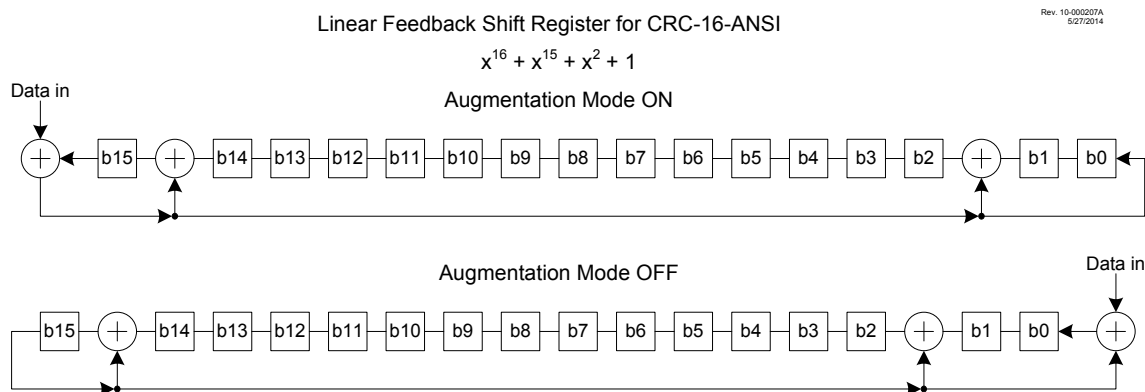 Linear Feedback Shift Register for CRC-16-ANSI
Rev. 10-000207A
5/27/2014
x^16 + x^15 + x^2 + 1
Augmentation Mode ON
Data in
+ b15 + b14 b13 b12 b11 b10 b9 b8 b7 b6 b5 b4 b3 b2 + b1 b0
Augmentation Mode OFF
Data in
b15 + b14 b13 b12 b11 b10 b9 b8 b7 b6 b5 b4 b3 b2 + b1 b0 +